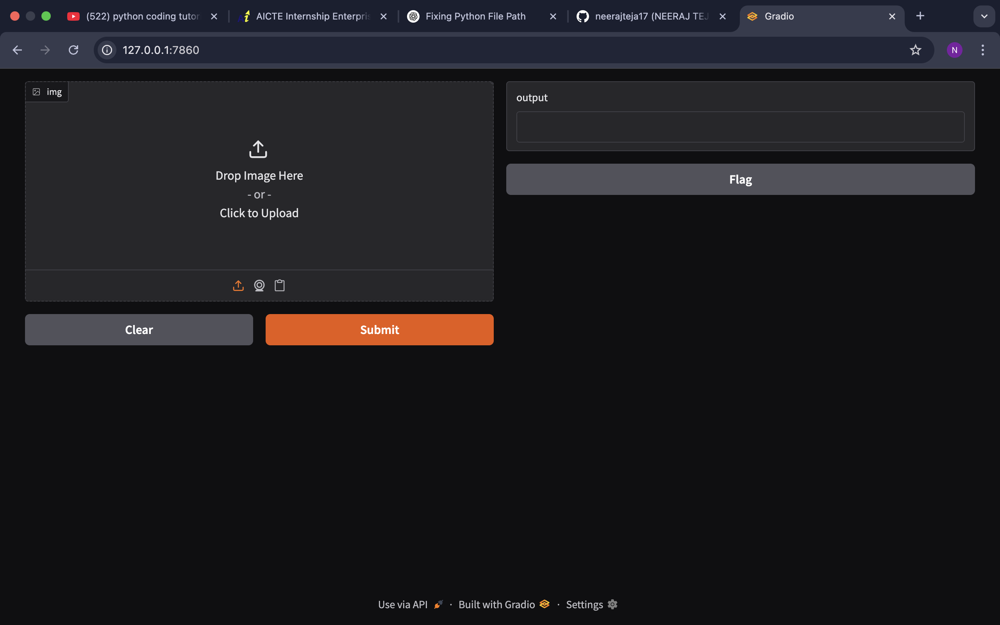 (522) python coding tutor
AICTE Internship Enterpris
Fixing Python File Path
neerajteja17 (NEERAJ TEJ
Gradio
127.0.0.1:7860
N
img
Drop Image Here
- or -
Click to Upload
Clear
Submit
output
Flag
Use via API · Built with Gradio · Settings